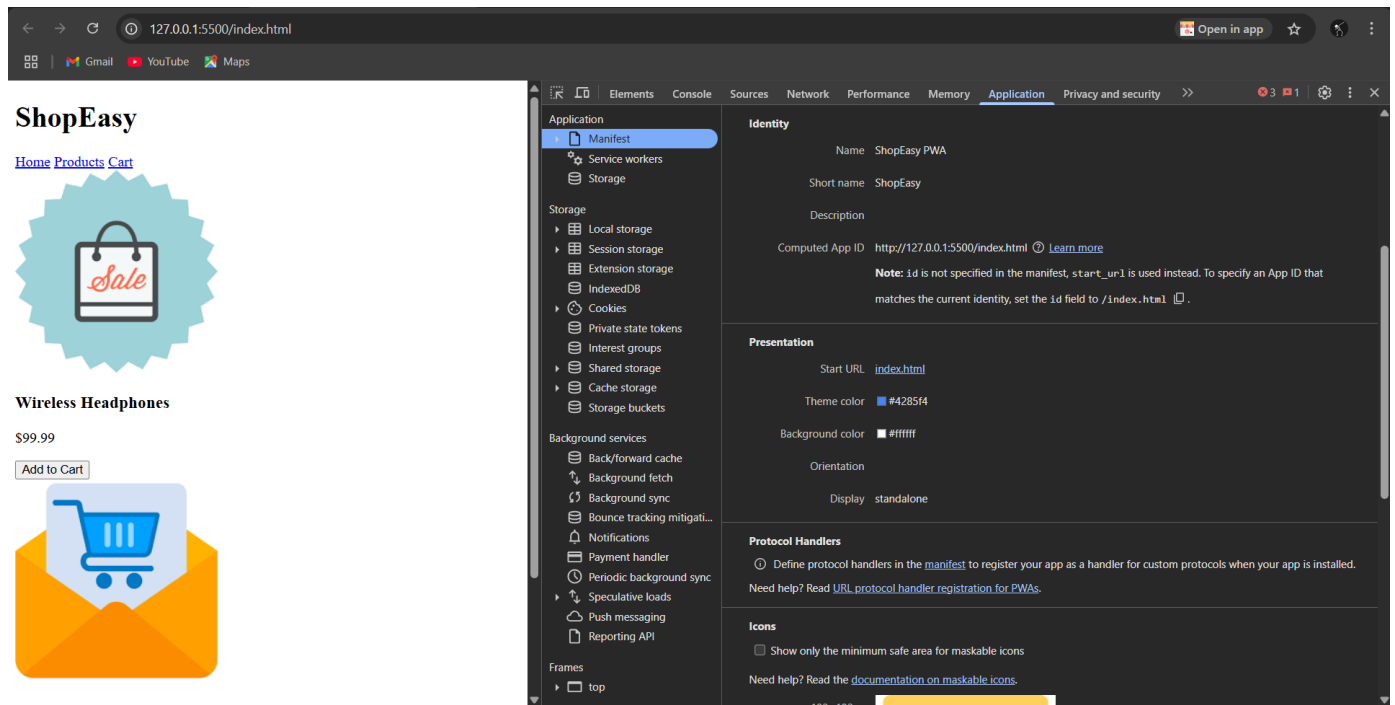 127.0.0.1:5500/index.html
Open in app
Gmail YouTube Maps
ShopEasy
Home Products Cart
Sale
Wireless Headphones
$99.99
Add to Cart
Elements Console Sources Network Performance Memory Application Privacy and security 3 1
Application
Manifest
Service workers
Storage
Storage
Local storage
Session storage
Extension storage
IndexedDB
Cookies
Private state tokens
Interest groups
Shared storage
Cache storage
Storage buckets
Background services
Back/forward cache
Background fetch
Background sync
Bounce tracking mitigati...
Notifications
Payment handler
Periodic background sync
Speculative loads
Push messaging
Reporting API
Frames
top
Identity
Name ShopEasy PWA
Short name ShopEasy
Description
Computed App ID http://127.0.0.1:5500/index.html Learn more
Note: id is not specified in the manifest, start_url is used instead. To specify an App ID that
matches the current identity, set the id field to /index.html .
Presentation
Start URL index.html
Theme color #4285f4
Background color #ffffff
Orientation
Display standalone
Protocol Handlers
Define protocol handlers in the manifest to register your app as a handler for custom protocols when your app is installed.
Need help? Read URL protocol handler registration for PWAs.
Icons
Show only the minimum safe area for maskable icons
Need help? Read the documentation on maskable icons.